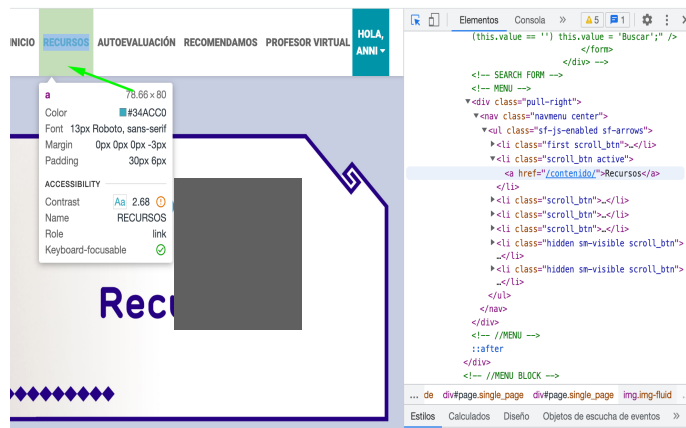 INICIO RECURSOS AUTOEVALUACIÓN RECOMENDAMOS PROFESOR VIRTUAL HOLA,
ANNI
a 78.66 × 80
Color #34ACC0
Font 13px Roboto, sans-serif
Margin 0px 0px 0px -3px
Padding 30px 6px
ACCESSIBILITY
Contrast Aa 2.68
Name RECURSOS
Role link
Keyboard-focusable
Recu
Elementos Consola » 5 1
(this.value == '') this.value = 'Buscar';" />
</form>
</div> -->
<!-- SEARCH FORM -->
<!-- MENU -->
<div class="pull-right">
<nav class="navmenu center">
<ul class="sf-js-enabled sf-arrows">
<li class="first scroll_btn">…</li>
<li class="scroll_btn active">
<a href="/contenido/">Recursos</a>
</li>
<li class="scroll_btn">…</li>
<li class="scroll_btn">…</li>
<li class="scroll_btn">…</li>
<li class="hidden sm-visible scroll_btn">
…</li>
<li class="hidden sm-visible scroll_btn">
…</li>
</ul>
</nav>
</div>
<!-- //MENU -->
::after
</div>
<!-- //MENU BLOCK -->
... de div#page.single_page div#page.single_page img.img-fluid
Estilos Calculados Diseño Objetos de escucha de eventos »